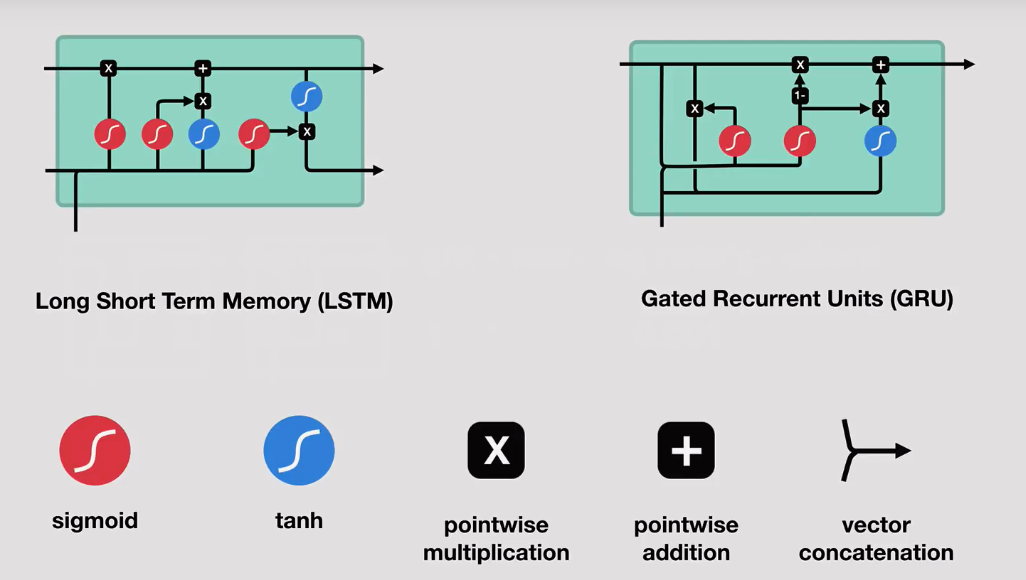 X
+
X
X
X
+
1-
X
X
Long Short Term Memory (LSTM)
Gated Recurrent Units (GRU)
X
+
sigmoid
tanh
pointwise
multiplication
pointwise
addition
vector
concatenation